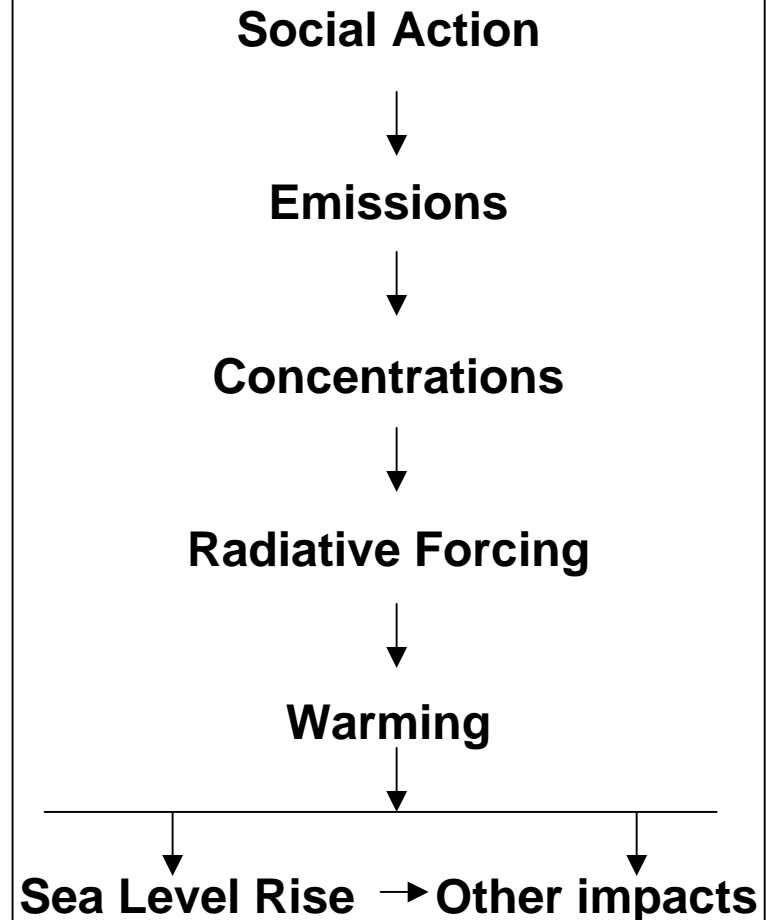 Social Action
Emissions
Concentrations
Radiative Forcing
Warming
Sea Level Rise Other impacts